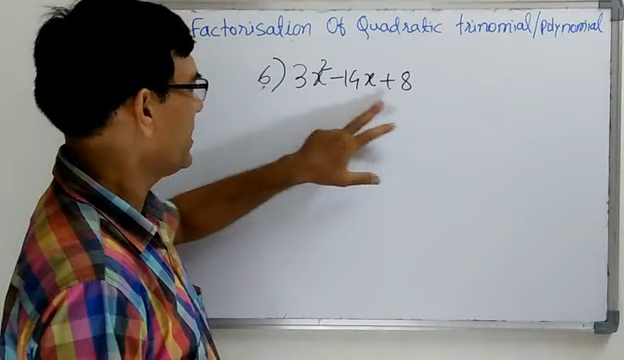 Factorisation Of Quadratic trinomial/Polynomial
6) 3x²-14x+8